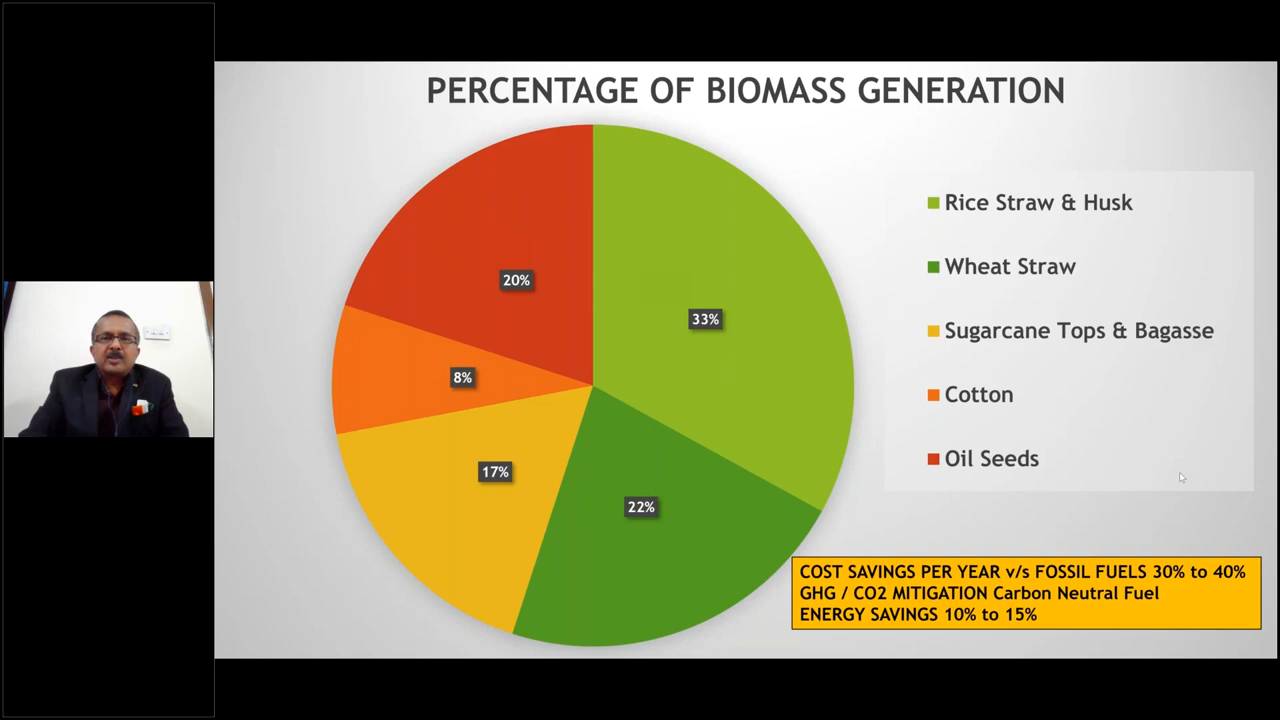 PERCENTAGE OF BIOMASS GENERATION
20%
33%
8%
17%
22%
Rice Straw & Husk
Wheat Straw
Sugarcane Tops & Bagasse
Cotton
Oil Seeds
COST SAVINGS PER YEAR v/s FOSSIL FUELS 30% to 40%
GHG / CO2 MITIGATION Carbon Neutral Fuel
ENERGY SAVINGS 10% to 15%